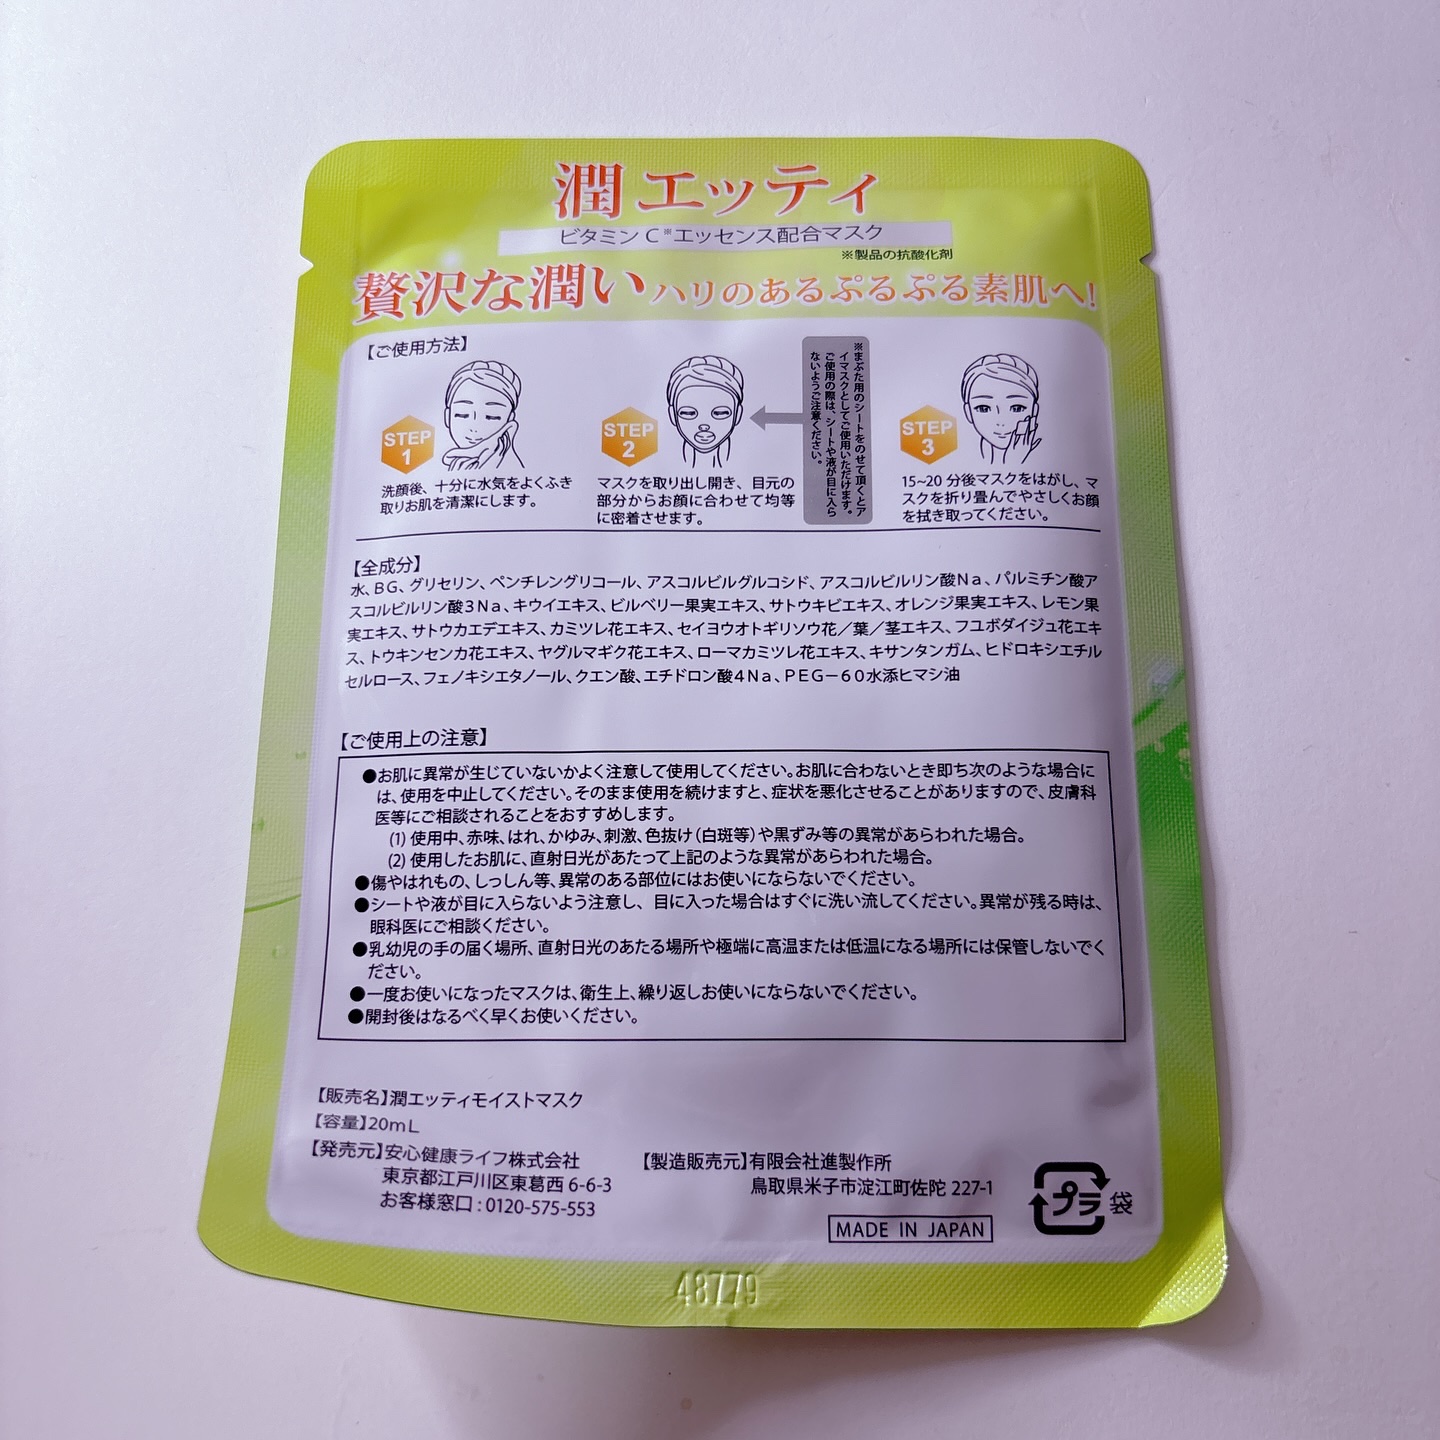 潤 エッティ
ビタミン C※エッセンス配合マスク
※製品の抗酸化剤
贅沢な潤い ハリのあるぷるぷる素肌へ!
【ご使用方法】
STEP
1
洗顔後、十分に水気をよくふき
取りお肌を清潔にします。
STEP
2
マスクを取り出し開き、目元の
部分からお顔に合わせて均等
に密着させます。
※まぶた用のシートをのせて頂くとア
イマスクとしてご使用いただけます。
ご使用の際は、シートや液が目に入ら
ないようご注意ください。
STEP
3
15~20 分後マスクをはがし、マ
スクを折り畳んでやさしくお顔
を拭き取ってください。
【全成分】
水、BG、グリセリン、ペンチレングリコール、アスコルビルグルコシド、アスコルビルリン酸Na、パルミチン酸ア
スコルビルリン酸3Na、キウイエキス、ビルベリー果実エキス、サトウキビエキス、オレンジ果実エキス、レモン果
実エキス、サトウカエデエキス、カミツレ花エキス、セイヨウオトギリソウ花/葉/茎エキス、フユボダイジュ花エキ
ス、トウキンセンカ花エキス、ヤグルマギク花エキス、ローマカミツレ花エキス、キサンタンガム、ヒドロキシエチル
セルロース、フェノキシエタノール、クエン酸、エチドロン酸4Na、PEG-60水添ヒマシ油
【ご使用上の注意】
●お肌に異常が生じていないかよく注意して使用してください。お肌に合わないとき即ち次のような場合に
は、使用を中止してください。そのまま使用を続けますと、症状を悪化させることがありますので、皮膚科
医等にご相談されることをおすすめします。
(1) 使用中、赤味、はれ、かゆみ、刺激、色抜け(白斑等)や黒ずみ等の異常があらわれた場合。
(2) 使用したお肌に、直射日光があたって上記のような異常があらわれた場合。
●傷やはれもの、しっしん等、異常のある部位にはお使いにならないでください。
●シートや液が目に入らないよう注意し、目に入った場合はすぐに洗い流してください。異常が残る時は、
眼科医にご相談ください。
●乳幼児の手の届く場所、直射日光のあたる場所や極端に高温または低温になる場所には保管しないでく
ださい。
●一度お使いになったマスクは、衛生上、繰り返しお使いにならないでください。
●開封後はなるべく早くお使いください。
【販売名】潤エッティモイストマスク
【容量】20mL
【発売元】安心健康ライフ株式会社
東京都江戸川区東葛西 6-6-3
お客様窓口 : 0120-575-553
【製造販売元】有限会社進製作所
鳥取県米子市淀江町佐陀 227-1
MADE IN JAPAN
プラ 袋
48779